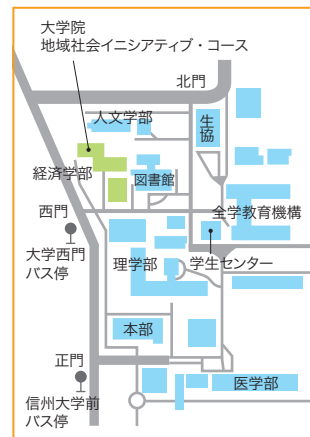 大学院
地域社会イニシアティブ・コース
北門
人文学部
生協
経済学部
図書館
西門
全学教育機構
大学西門
バス停
理学部
学生センター
本部
正門
医学部
信州大学前
バス停